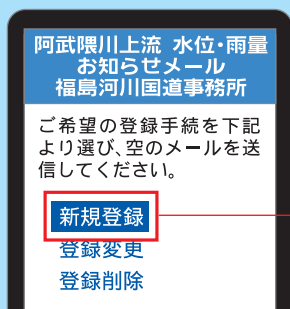 阿武隈川上流 水位・雨量
お知らせメール
福島河川国道事務所
ご希望の登録手続を下記
より選び、空のメールを送
信してください。
新規登録
登録変更
登録削除